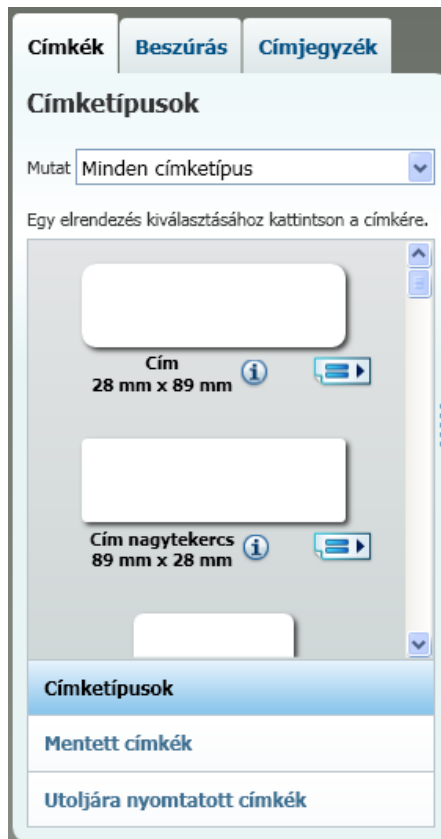 Címkék Beszúrás Címjegyzék
Címketípusok
Mutat Minden címketípus
Egy elrendezés kiválasztásához kattintson a címkére.
Cím
28 mm x 89 mm
Cím nagytekercs
89 mm x 28 mm
Címketípusok
Mentett címkék
Utoljára nyomtatott címkék